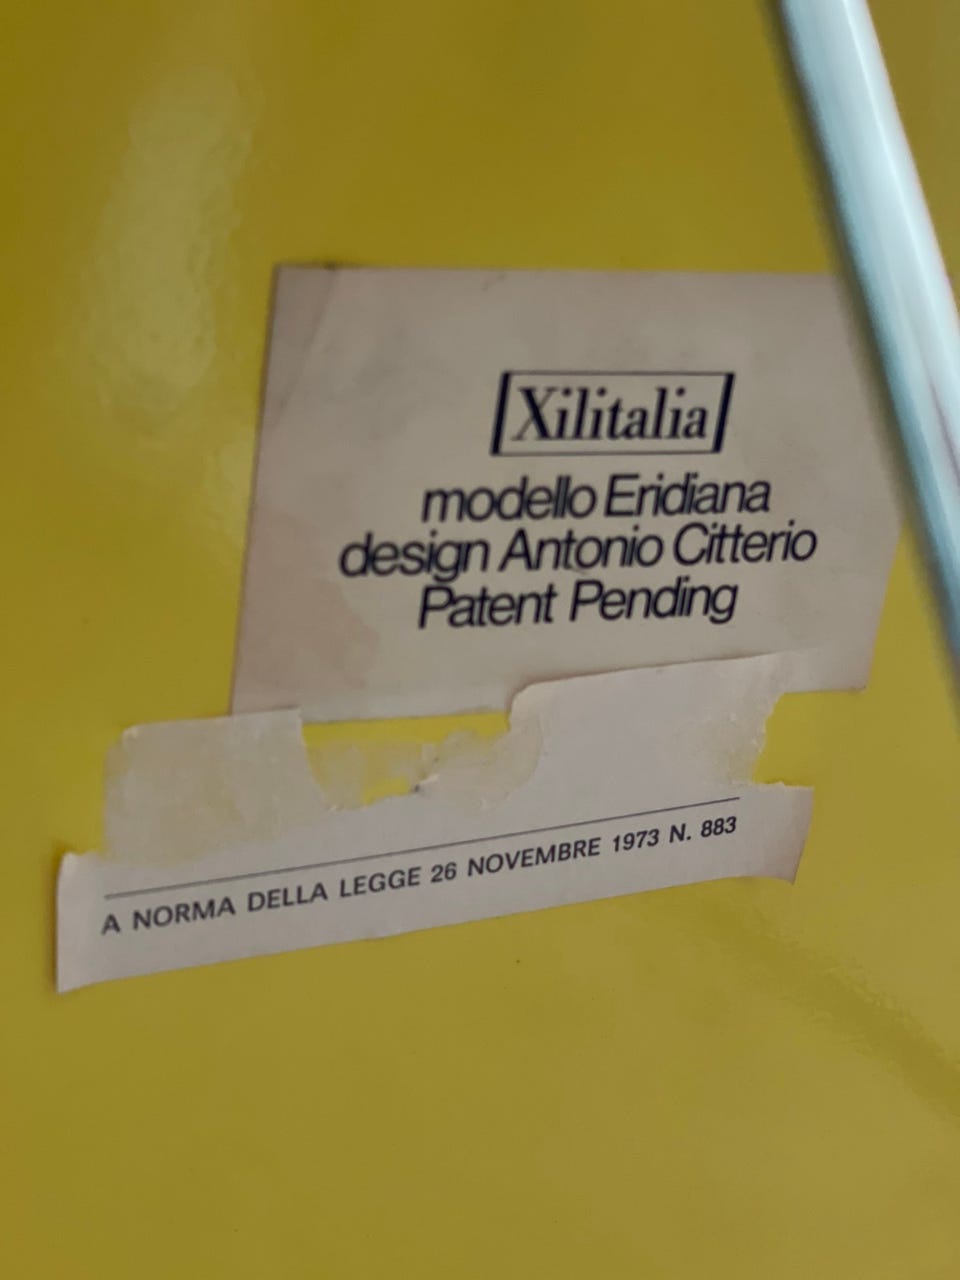 Xilitalia
modello Eridiana
design Antonio Citterio
Patent Pending
A NORMA DELLA LEGGE 26 NOVEMBRE 1973 N. 883